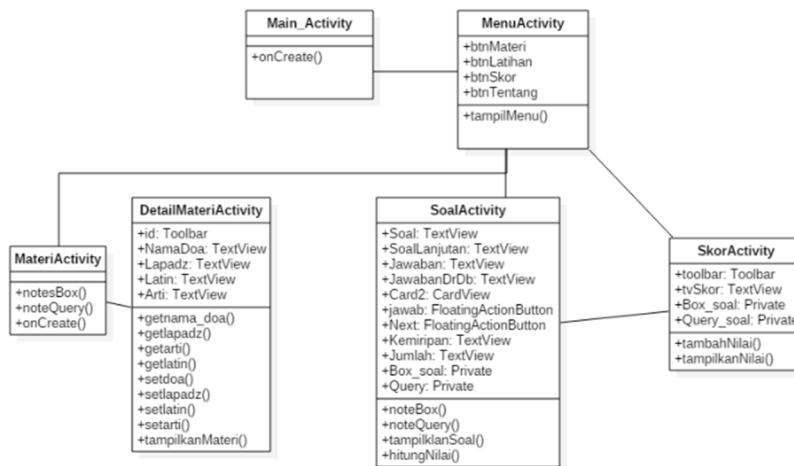 Main_Activity
+onCreate()
MenuActivity
+btnMateri
+btnLatihan
+btnSkor
+btnTentang
+tampilMenu()
MateriActivity
+notesBox()
+noteQuery()
+onCreate()
DetailMateriActivity
+id: Toolbar
+NamaDoa: TextView
+Lapadz: TextView
+Latin: TextView
+Arti: TextView
+getnama_doa()
+getlapadz()
+getarti()
+getlatin()
+setdoa()
+setlapadz()
+setlatin()
+setarti()
+tampilkanMateri()
SoalActivity
+Soal: TextView
+SoalLanjutan: TextView
+Jawaban: TextView
+JawabanDrDb: TextView
+Card2: CardView
+jawab: FloatingActionButton
+Next: FloatingActionButton
+Kemiripan: TextView
+Jumlah: TextView
+Box_soal: Private
+Query: Private
+noteBox()
+noteQuery()
+tampilklanSoal()
+hitungNilai()
SkorActivity
+toolbar: Toolbar
+tvSkor: TextView
+Box_soal: Private
+Query_soal: Private
+tambahNilai()
+tampilkanNilai()